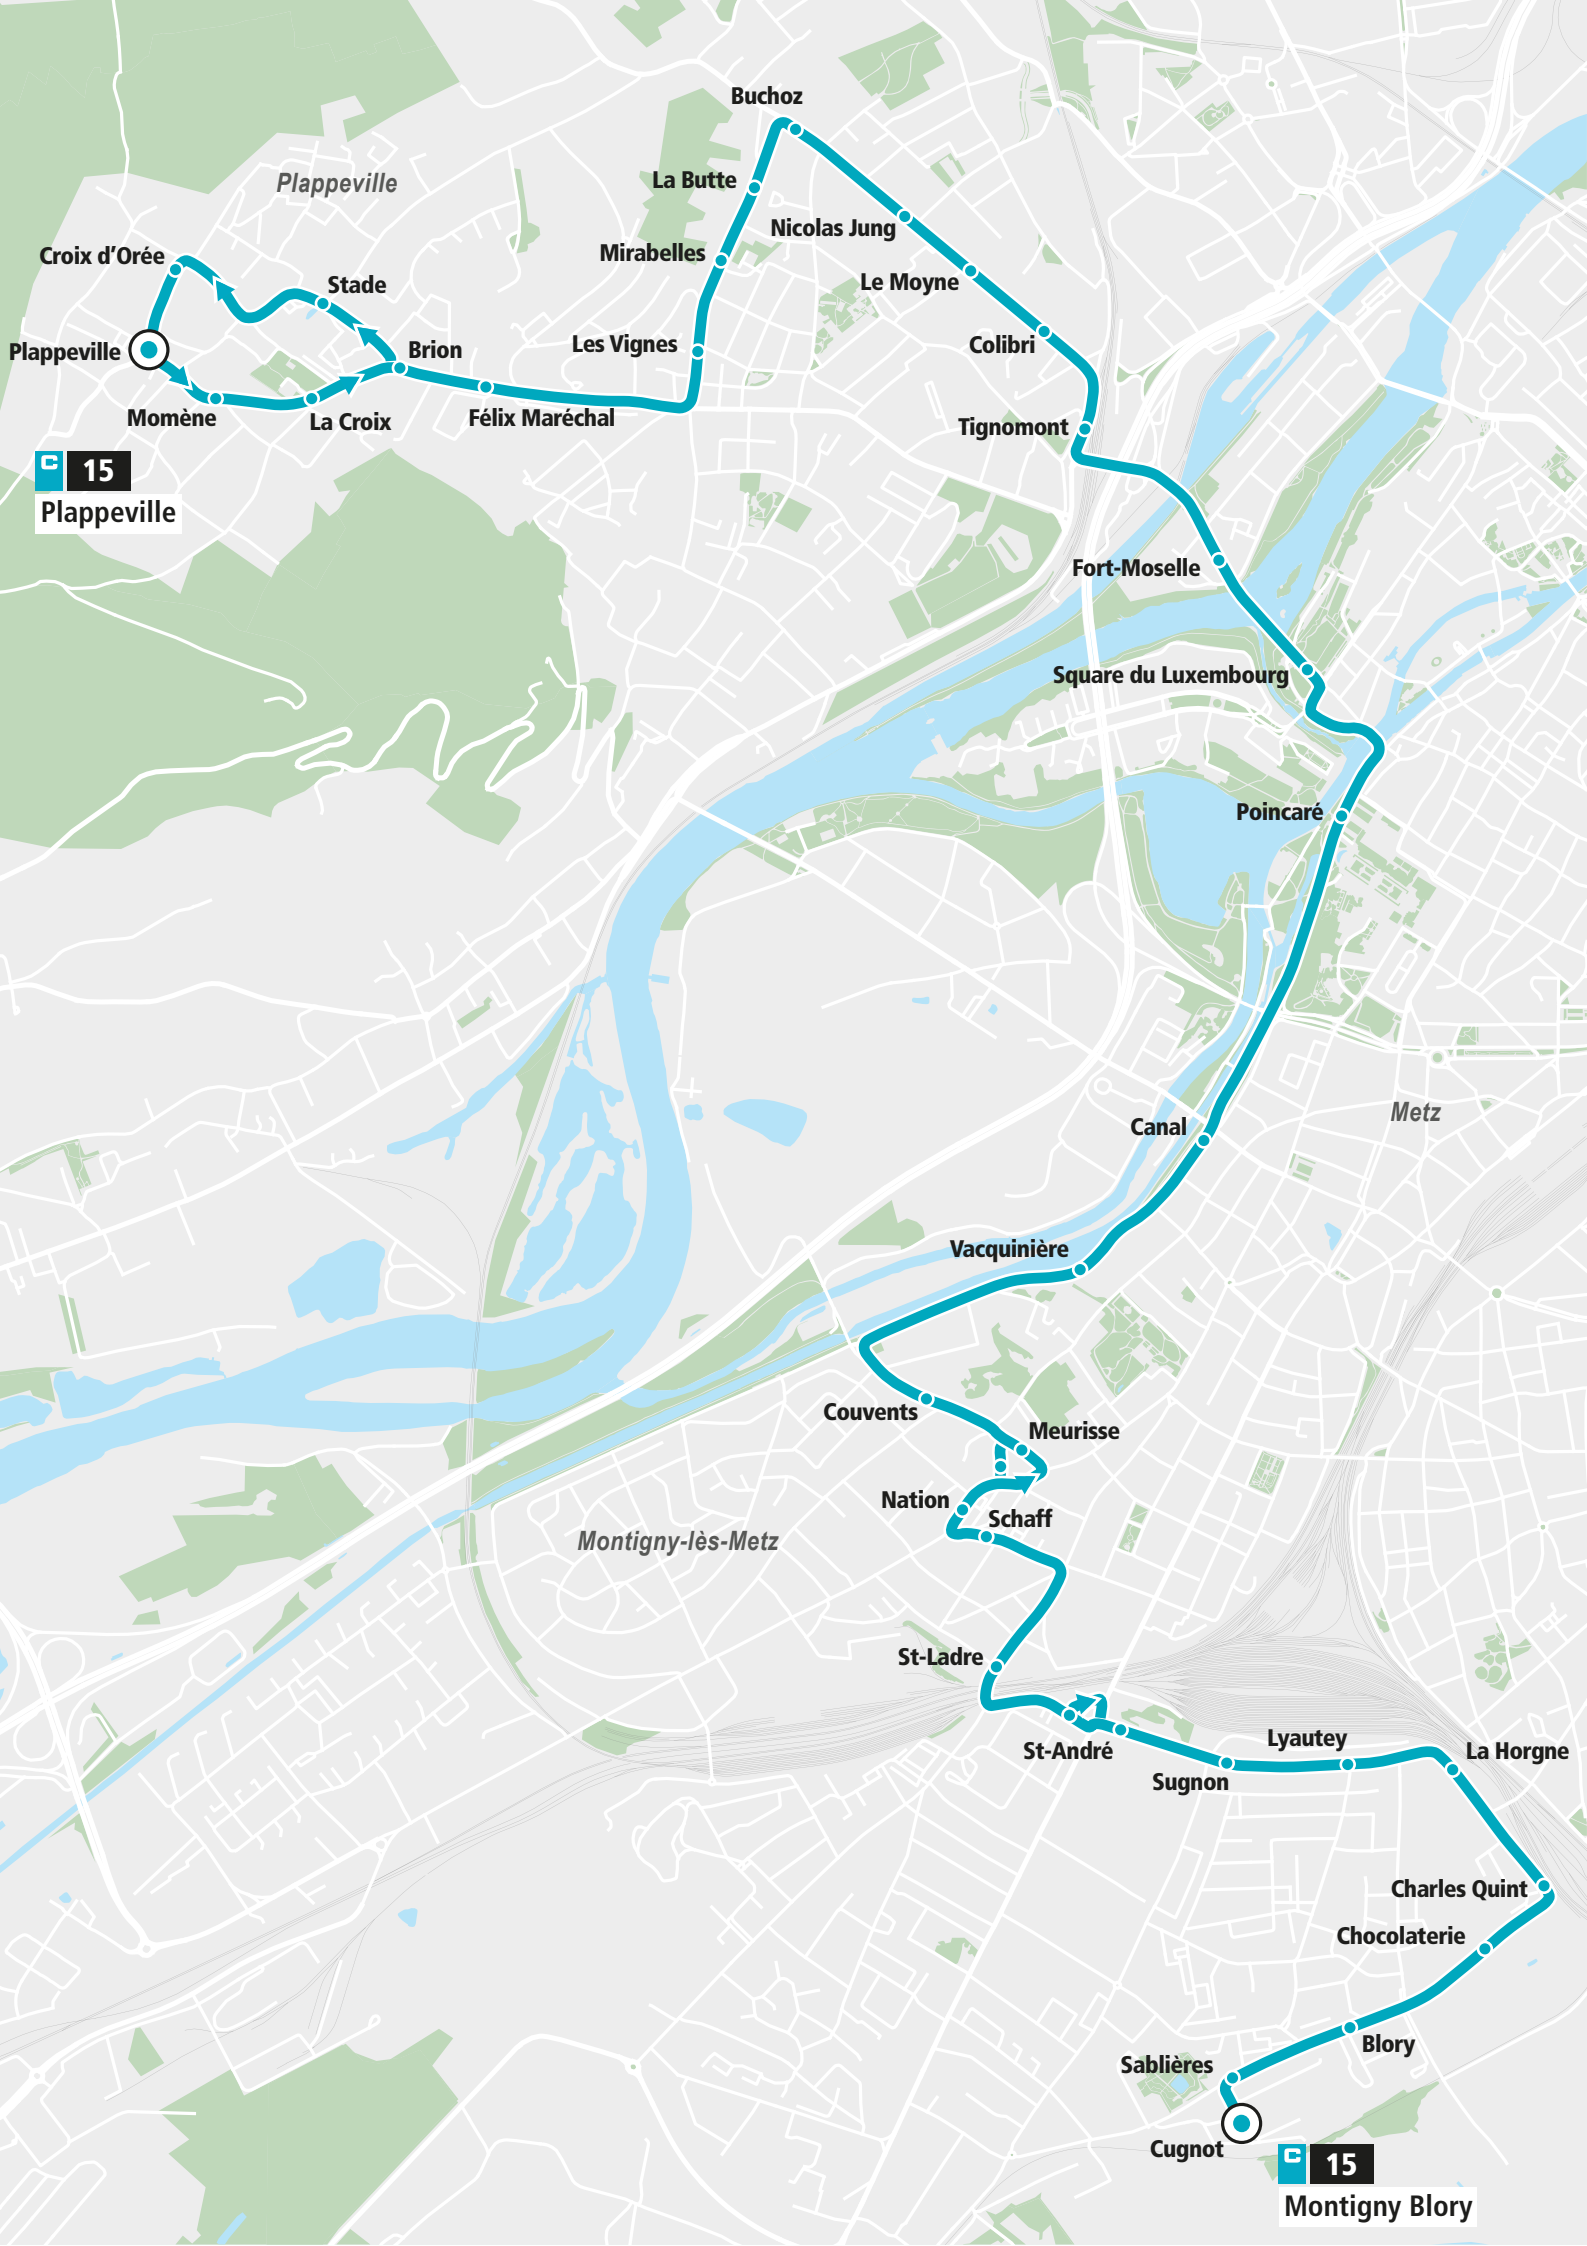 Buchoz
La Butte
Plappeville
Nicolas Jung
Croix d'Orée
Mirabelles
Stade
Le Moyne
Les Vignes
Colibri
Plappeville
Brion
Momène
La Croix
Félix Maréchal
Tignomont
C 15
Plappeville
Fort-Moselle
Square du Luxembourg
Poincaré
Metz
Canal
Vacquinière
Couvents
Meurisse
Nation
Schaff
Montigny-lès-Metz
St-Ladre
Lyautey
St-André
La Horgne
Sugnon
Charles Quint
Chocolaterie
Blory
Sablières
Cugnot
C 15
Montigny Blory